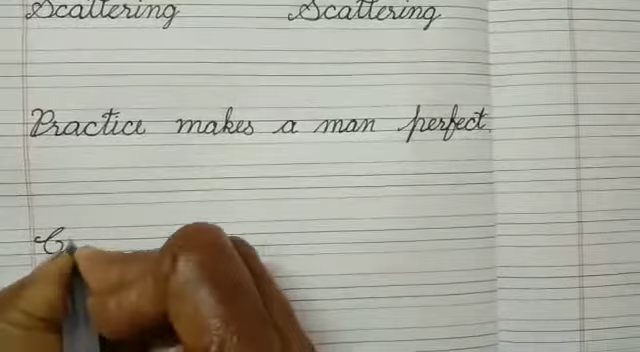 Scattering Scattering
Practice makes a man perfect.